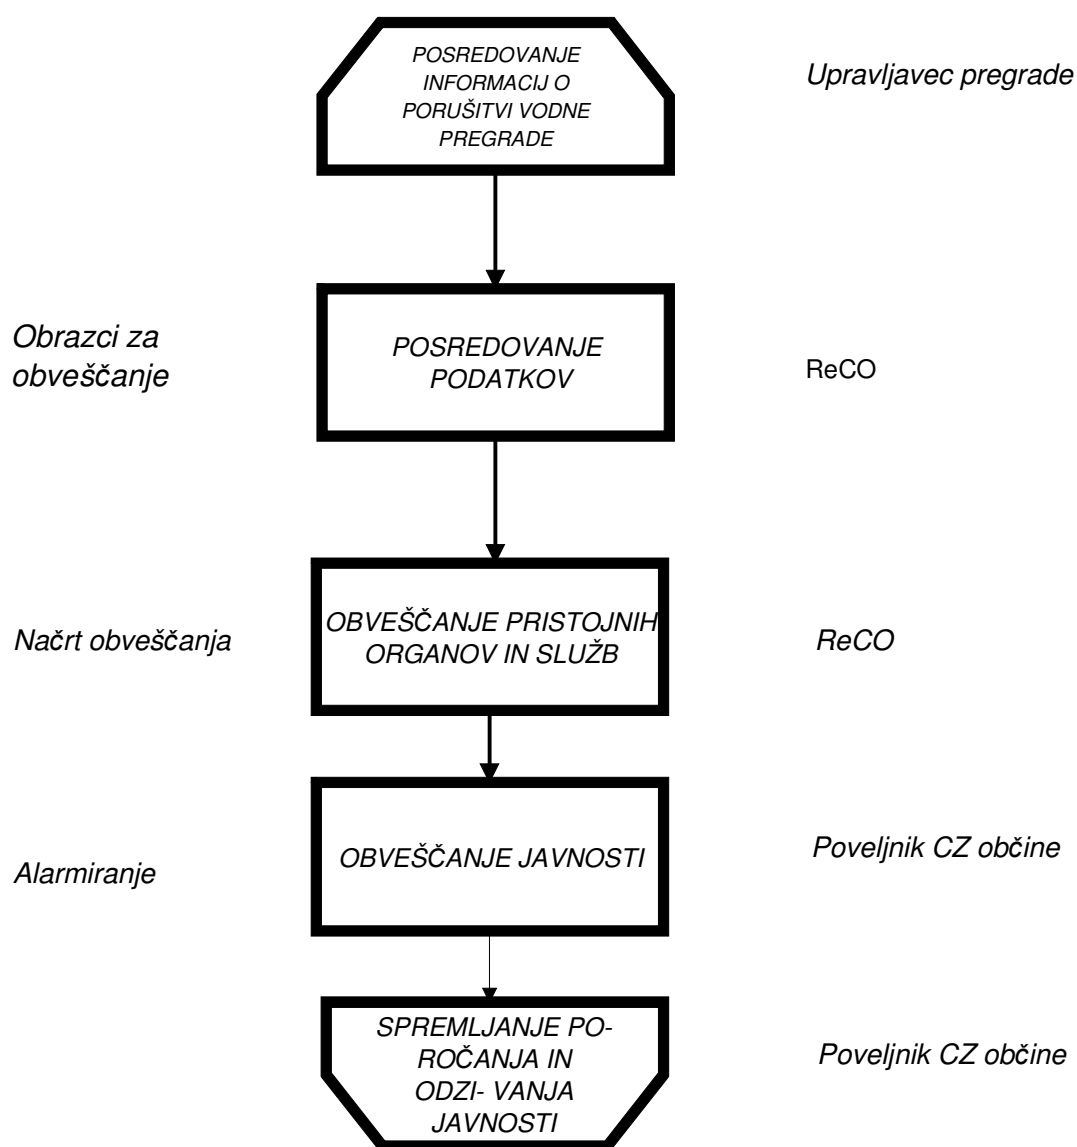 POSREDOVANJE
INFORMACIJ O
PORUŠITVI VODNE
PREGRADE
Upravljavec pregrade
Obrazci za
obveščanje
POSREDOVANJE
PODATKOV
ReCO
Načrt obveščanja
OBVEŠČANJE PRISTOJNIH
ORGANOV IN SLUŽB
ReCO
Alarmiranje
OBVEŠČANJE JAVNOSTI
Poveljnik CZ občine
SPREMLJANJE PO-
ROČANJA IN
ODZI- VANJA
JAVNOSTI
Poveljnik CZ občine